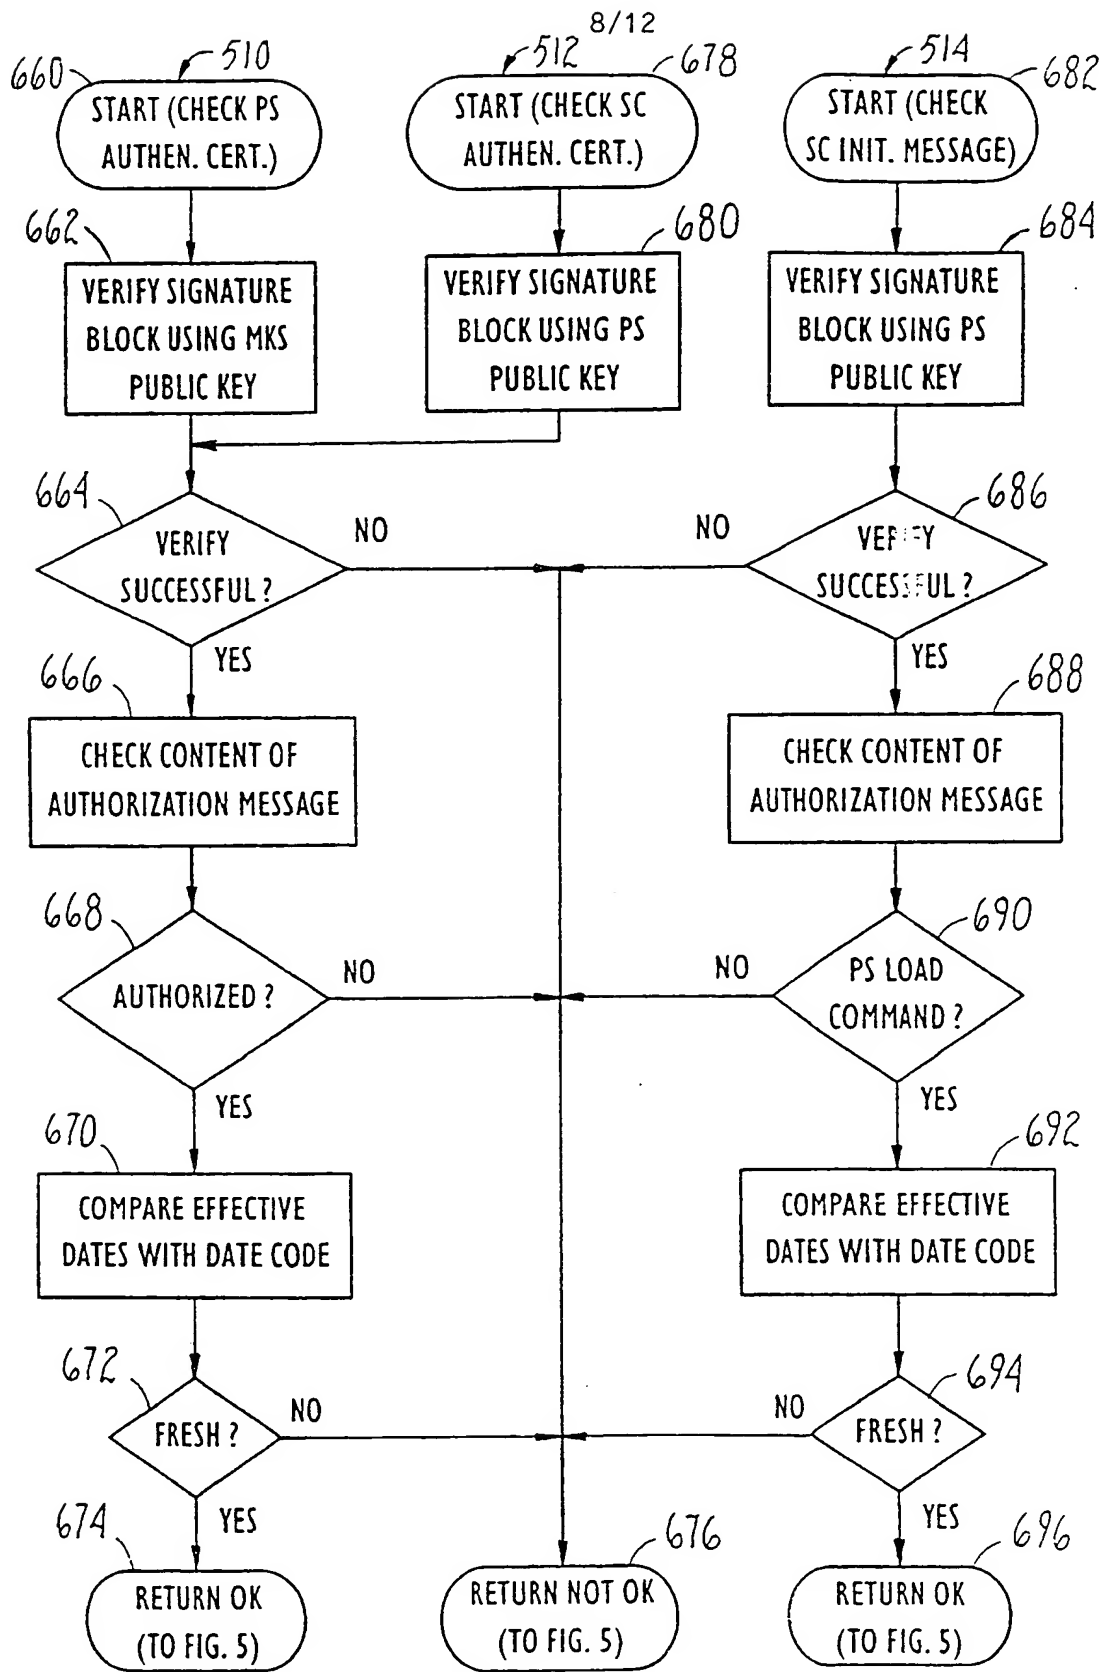 8/12
510
512
514
660
678
682
START (CHECK PS
AUTHEN. CERT.)
START (CHECK SC
AUTHEN. CERT.)
START (CHECK
SC INIT. MESSAGE)
662
680
684
VERIFY SIGNATURE
BLOCK USING MKS
PUBLIC KEY
VERIFY SIGNATURE
BLOCK USING PS
PUBLIC KEY
VERIFY SIGNATURE
BLOCK USING PS
PUBLIC KEY
664
686
VERIFY
SUCCESSFUL ?
NO
NO
VERIFY
SUCCESSFUL ?
YES
YES
666
688
CHECK CONTENT OF
AUTHORIZATION MESSAGE
CHECK CONTENT OF
AUTHORIZATION MESSAGE
668
690
AUTHORIZED ?
NO
NO
PS LOAD
COMMAND ?
YES
YES
670
692
COMPARE EFFECTIVE
DATES WITH DATE CODE
COMPARE EFFECTIVE
DATES WITH DATE CODE
672
694
FRESH ?
NO
NO
FRESH ?
YES
YES
674
676
696
RETURN OK
(TO FIG. 5)
RETURN NOT OK
(TO FIG. 5)
RETURN OK
(TO FIG. 5)